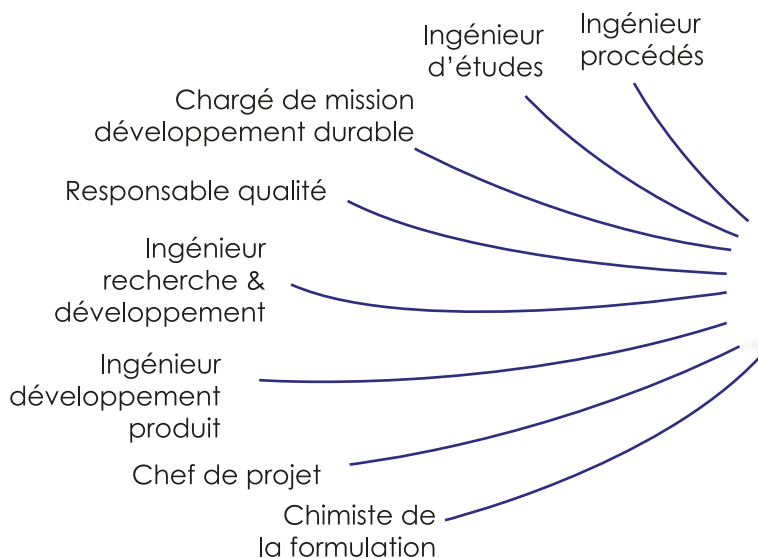 Ingénieur
procédés
Ingénieur
d’études
Chargé de mission
développement durable
Responsable qualité
Ingénieur
recherche &
développement
Ingénieur
développement
produit
Chef de projet
Chimiste de
la formulation